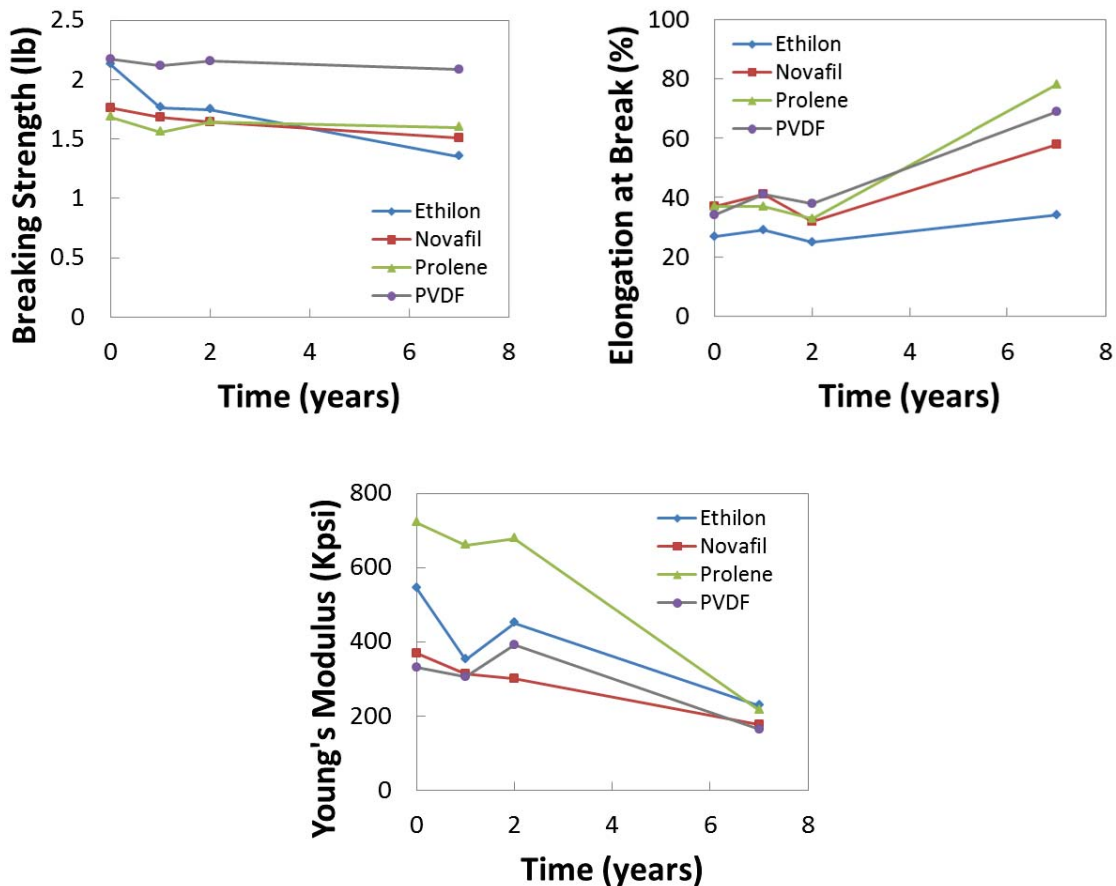 Breaking Strength (lb)
2.5
2
1.5
1
0.5
0
Ethilon
Novafil
Prolene
PVDF
0 2 4 6 8
Time (years)
Elongation at Break (%)
100
80
60
40
20
0
Ethilon
Novafil
Prolene
PVDF
0 2 4 6 8
Time (years)
Young's Modulus (Kpsi)
800
600
400
200
0
Ethilon
Novafil
Prolene
PVDF
0 2 4 6 8
Time (years)